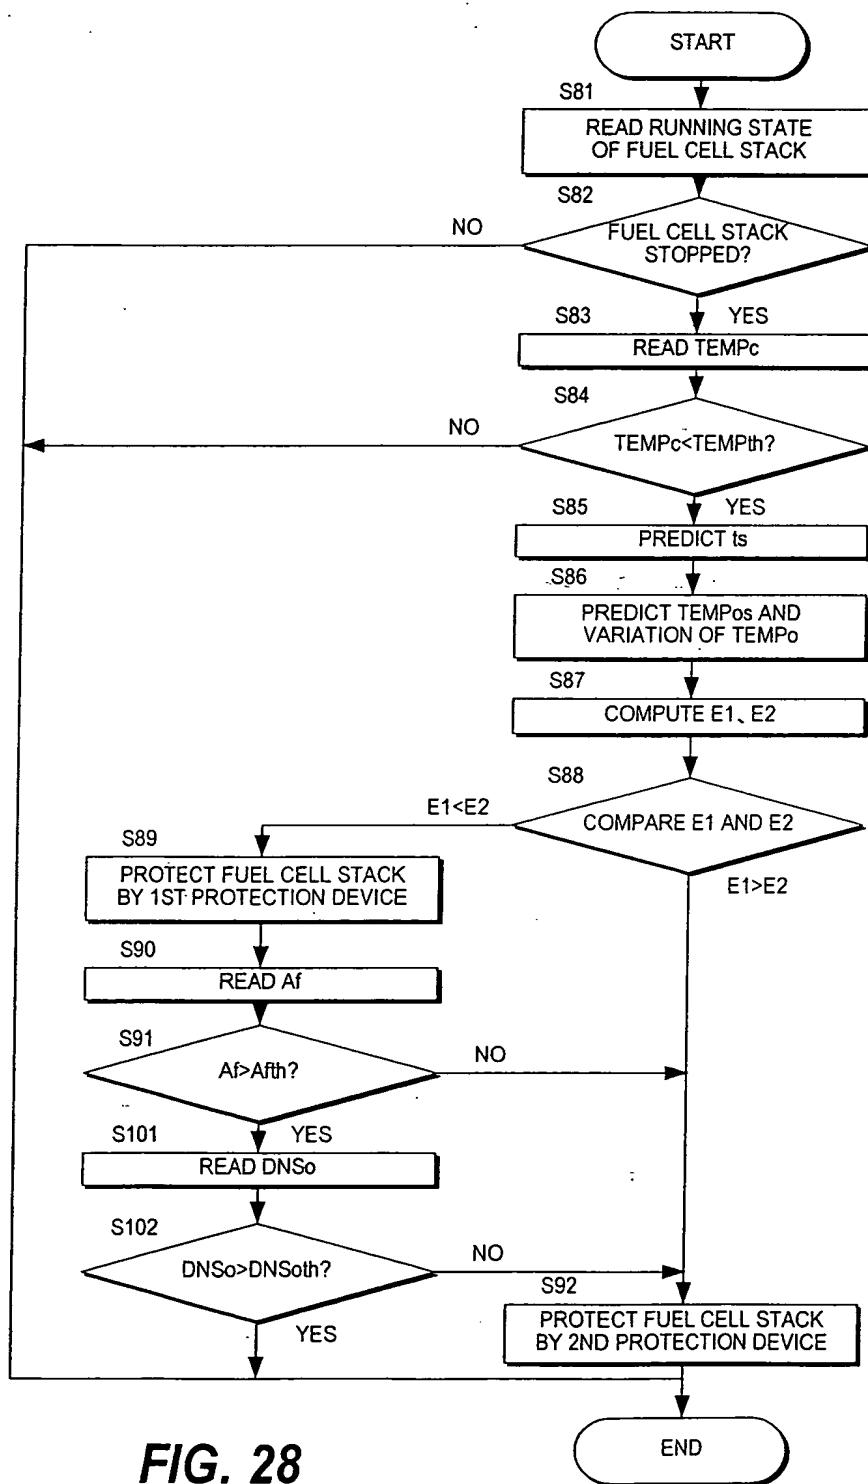 START
S81
READ RUNNING STATE
OF FUEL CELL STACK
S82
NO
FUEL CELL STACK
STOPPED?
S83
YES
READ TEMPc
S84
NO
TEMPc<TEMPth?
S85
YES
PREDICT ts
S86
PREDICT TEMPos AND
VARIATION OF TEMPo
S87
COMPUTE E1、E2
S88
E1<E2
COMPARE E1 AND E2
S89
E1>E2
PROTECT FUEL CELL STACK
BY 1ST PROTECTION DEVICE
S90
READ Af
S91
NO
Af>Afth?
S101
YES
READ DNSo
S102
NO
DNSo>DNSoth?
S92
YES
PROTECT FUEL CELL STACK
BY 2ND PROTECTION DEVICE
END
FIG. 28